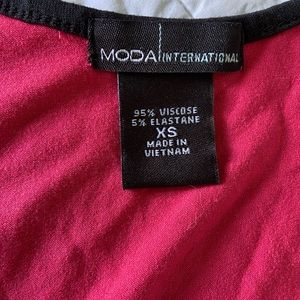 MODA INTERNATIONAL
95% VISCOSE
5% ELASTANE
XS
MADE IN
VIETNAM